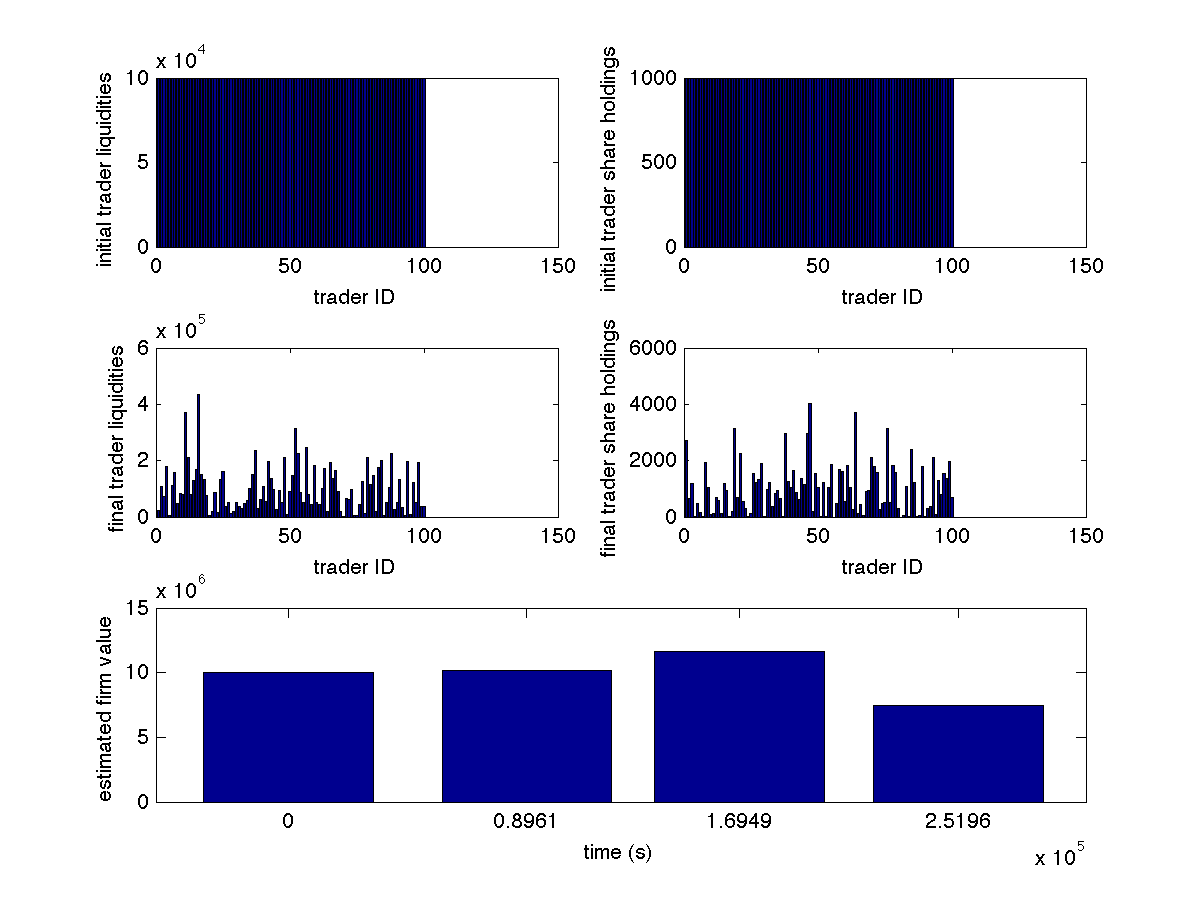 x 10^4
10
5
0
initial trader liquidities
0 50 100 150
trader ID
1000
500
0
initial trader share holdings
0 50 100 150
trader ID
x 10^5
6
4
2
0
final trader liquidities
0 50 100 150
trader ID
6000
4000
2000
0
final trader share holdings
0 50 100 150
trader ID
x 10^6
15
10
5
0
estimated firm value
0 0.8961 1.6949 2.5196
time (s)
x 10^5